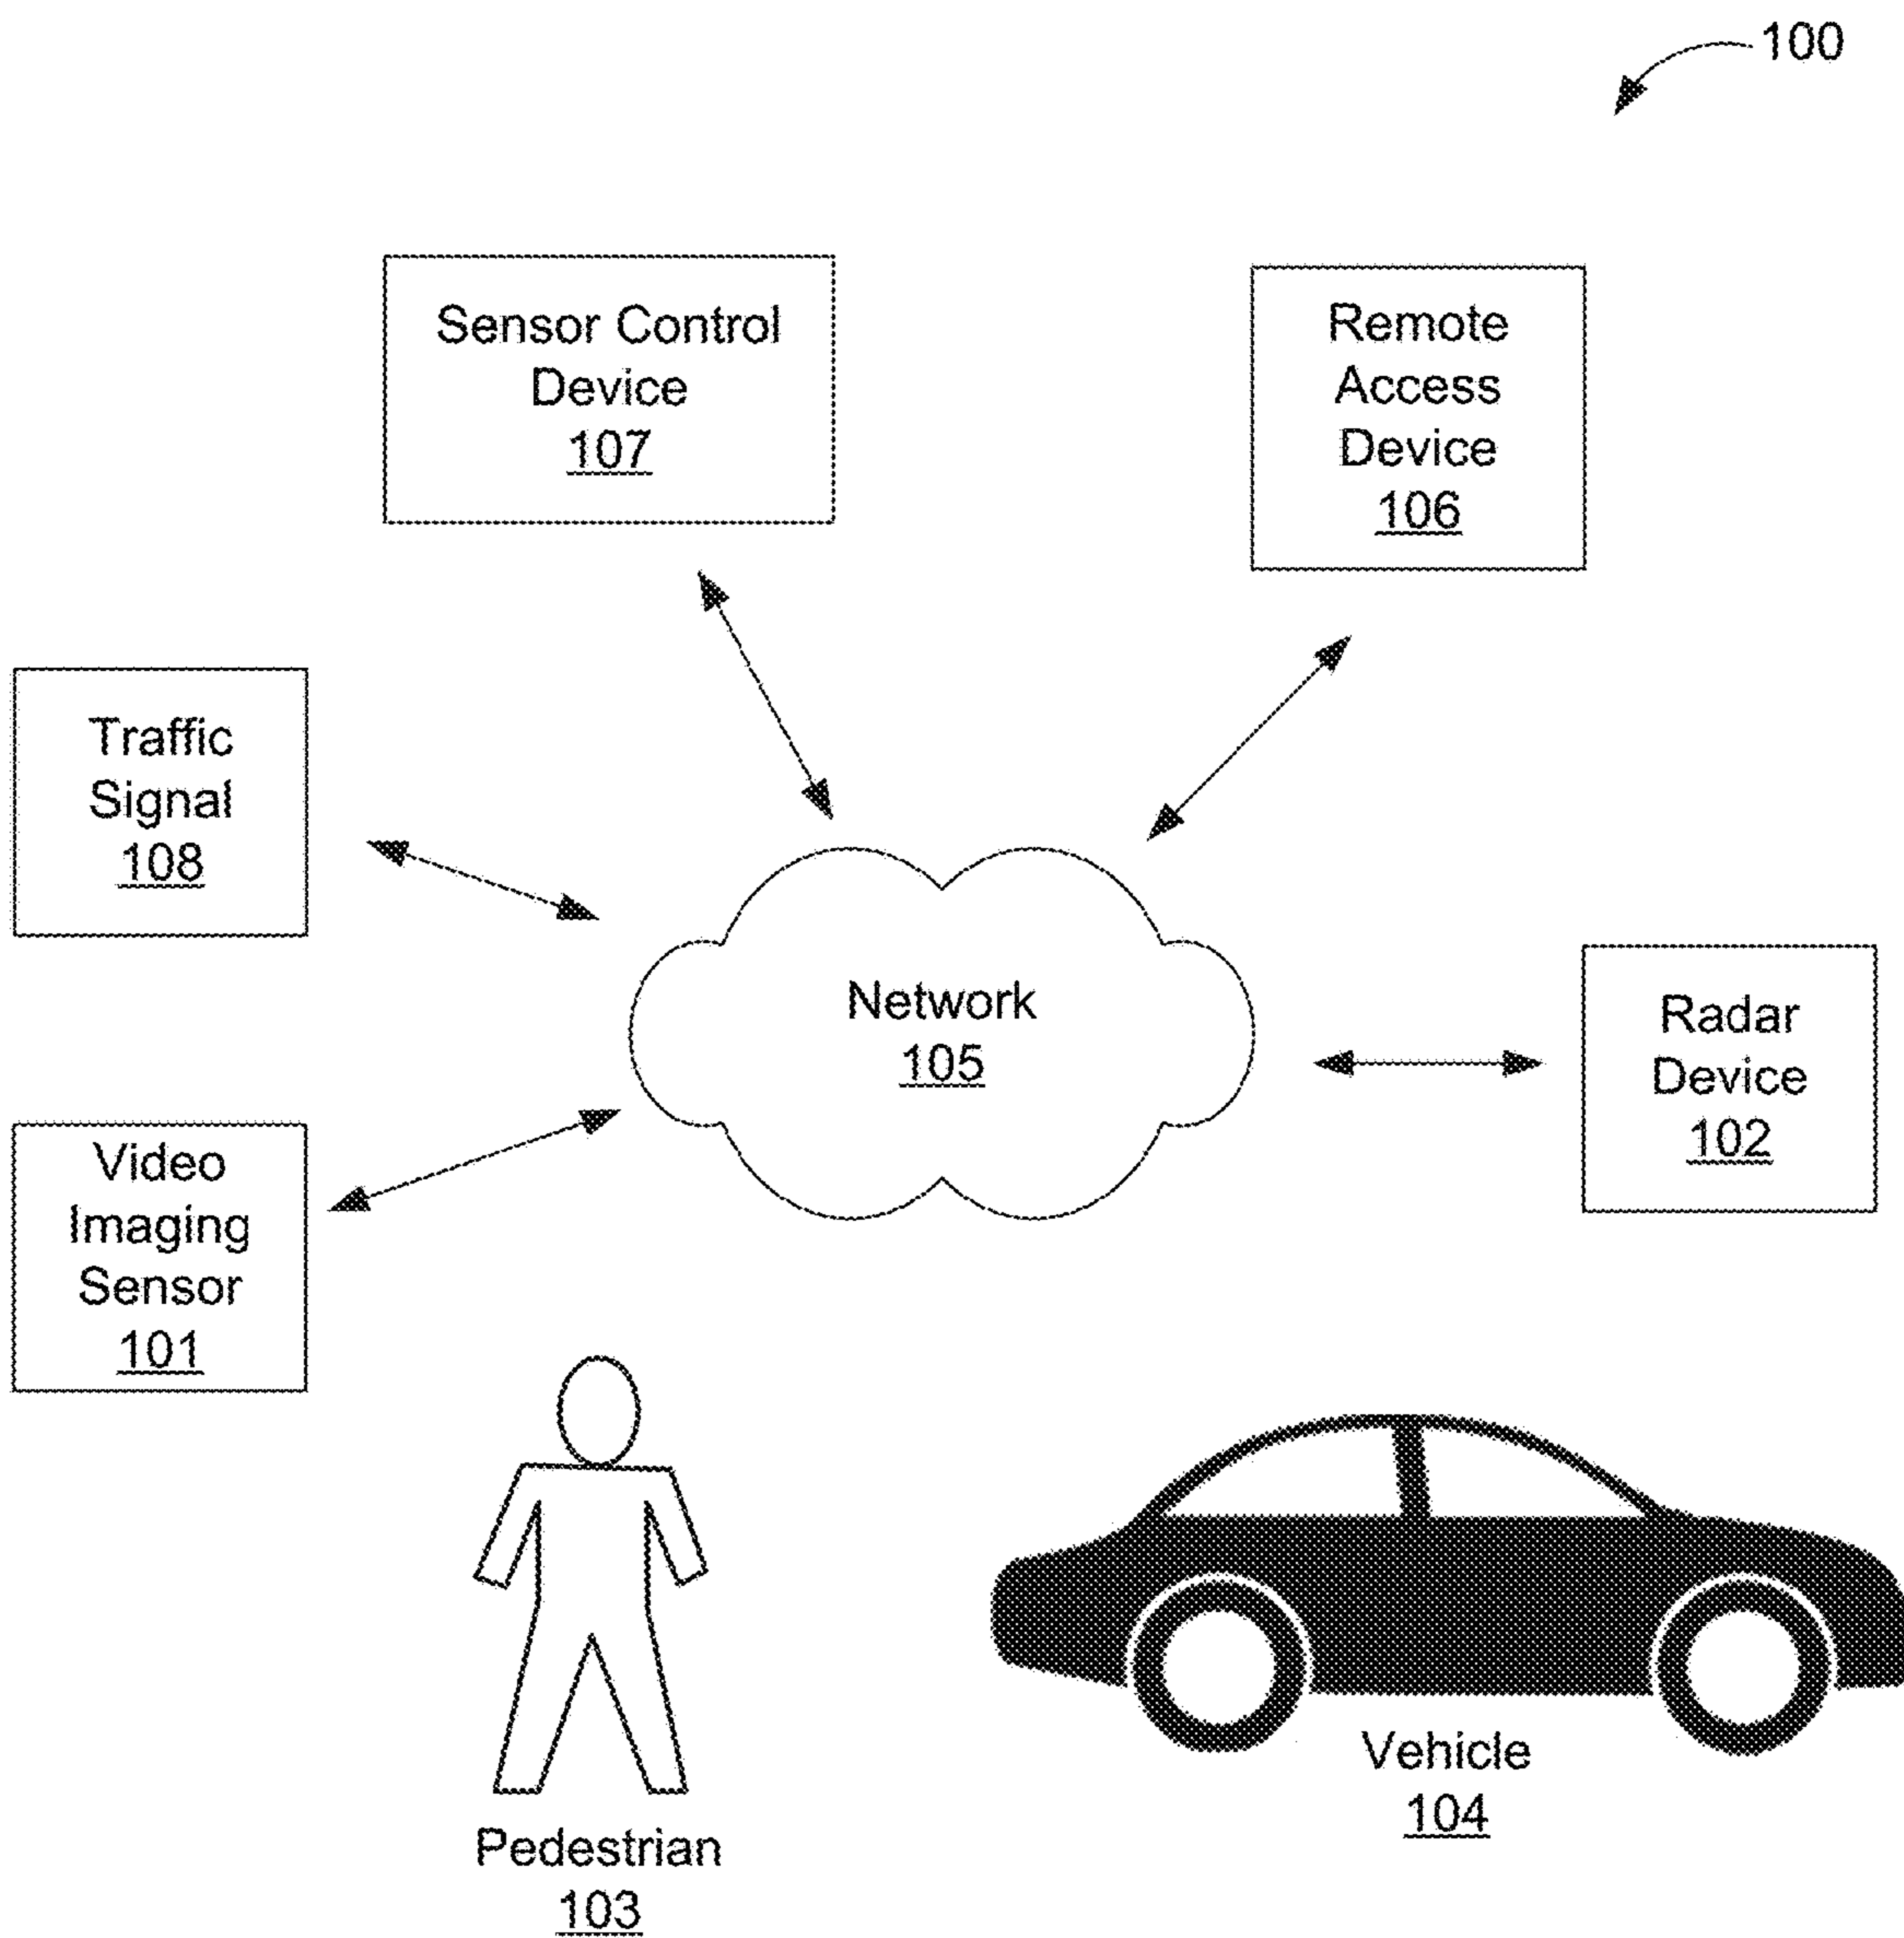 100
Sensor Control
Device
107
Remote
Access
Device
106
Traffic
Signal
108
Network
105
Radar
Device
102
Video
Imaging
Sensor
101
Vehicle
104
Pedestrian
103